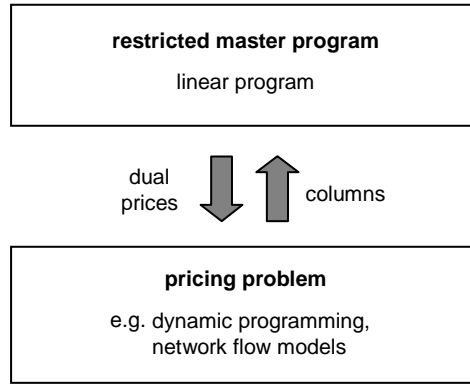 restricted master program
linear program
dual
prices
columns
pricing problem
e.g. dynamic programming,
network flow models